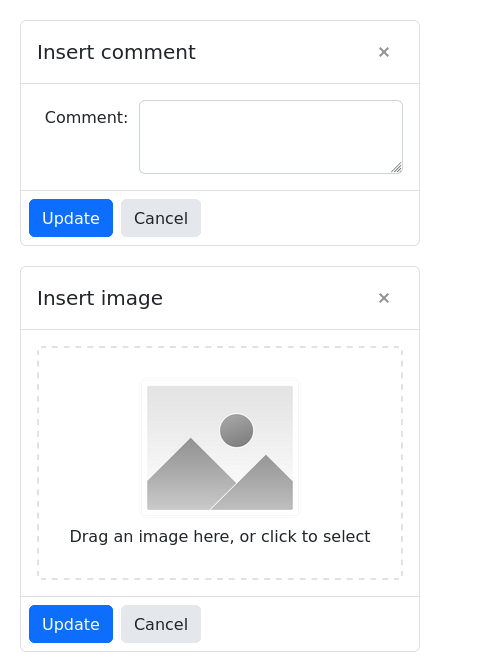 Insert comment
Comment:
Update Cancel
Insert image
Drag an image here, or click to select
Update Cancel